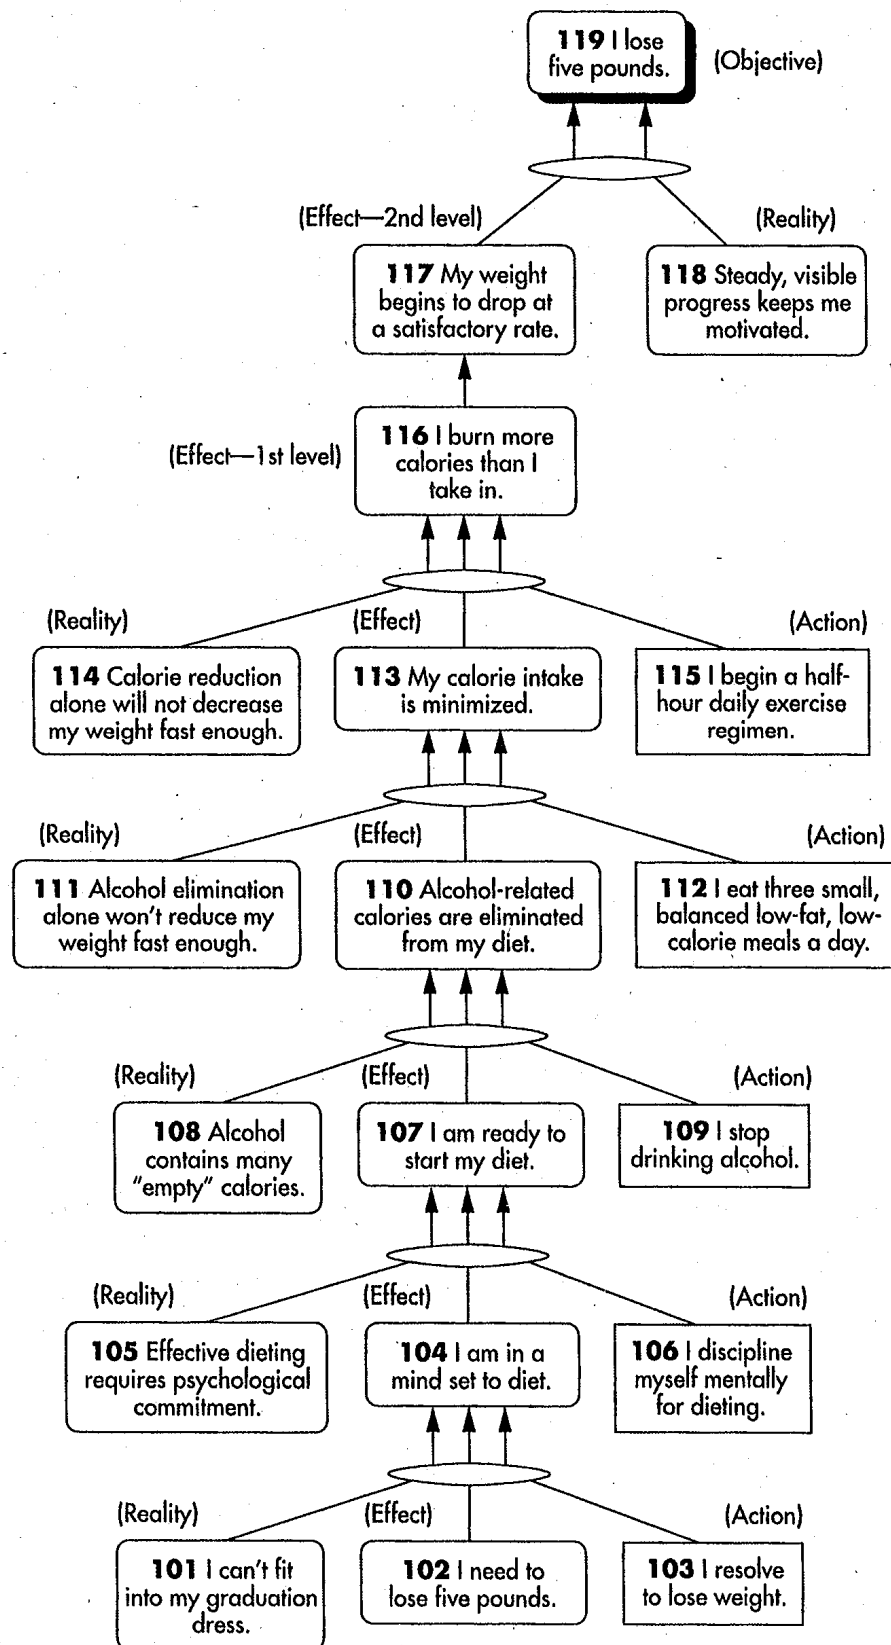 119 I lose
five pounds.
(Objective)
(Effect—2nd level)
(Reality)
117 My weight
begins to drop at
a satisfactory rate.
118 Steady, visible
progress keeps me
motivated.
(Effect—1st level)
116 I burn more
calories than I
take in.
(Reality)
(Effect)
(Action)
114 Calorie reduction
alone will not decrease
my weight fast enough.
113 My calorie intake
is minimized.
115 I begin a half-
hour daily exercise
regimen.
(Reality)
(Effect)
(Action)
111 Alcohol elimination
alone won't reduce my
weight fast enough.
110 Alcohol-related
calories are eliminated
from my diet.
112 I eat three small,
balanced low-fat, low-
calorie meals a day.
(Reality)
(Effect)
(Action)
108 Alcohol
contains many
"empty" calories.
107 I am ready to
start my diet.
109 I stop
drinking alcohol.
(Reality)
(Effect)
(Action)
105 Effective dieting
requires psychological
commitment.
104 I am in a
mind set to diet.
106 I discipline
myself mentally
for dieting.
(Reality)
(Effect)
(Action)
101 I can't fit
into my graduation
dress.
102 I need to
lose five pounds.
103 I resolve
to lose weight.